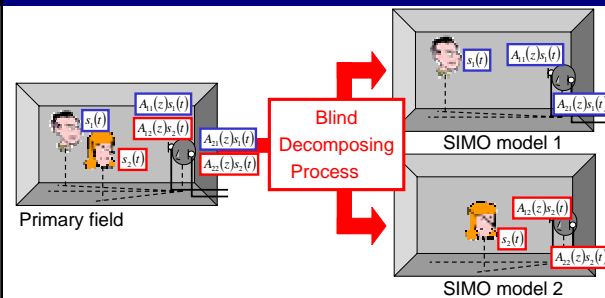 s₁(t)
A₁₁(z)s₁(t)
A₁₂(z)s₂(t)
s₂(t)
A₂₁(z)s₁(t)
A₂₂(z)s₂(t)
Primary field
Blind
Decomposing
Process
s₁(t)
A₁₁(z)s₁(t)
A₂₁(z)s₁(t)
SIMO model 1
A₁₂(z)s₂(t)
s₂(t)
A₂₂(z)s₂(t)
SIMO model 2